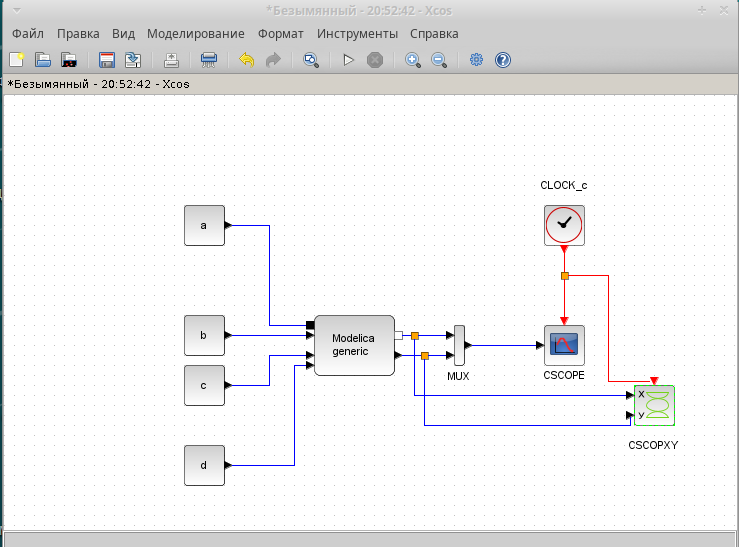 *Безымянный - 20:52:42 - Xcos
Файл Правка Вид Моделирование Формат Инструменты Справка
*Безымянный - 20:52:42 - Xcos
CLOCK_c
a
b
Modelica
generic
c
MUX
CSCOPE
X
У
d
CSCOPXY